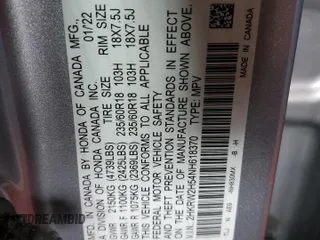 MFD. IN CANADA BY HONDA OF CANADA MFG.,
A DIVISION OF HONDA CANADA INC. 01/22
TIRE SIZE RIM SIZE
GVWR 2150KG (4739LBS)
GAWR F 1100KG (2425LBS) 235/60R18 103H 18X7.5J
GAWR R 1075KG (2369LBS) 235/60R18 103H 18X7.5J
THIS VEHICLE CONFORMS TO ALL APPLICABLE
FEDERAL MOTOR VEHICLE SAFETY
AND THEFT PREVENTION STANDARDS IN EFFECT
ON THE DATE OF MANUFACTURE SHOWN ABOVE.
V.I.N: 2HKRW2H54NH618370 TYPE: MPV
NH830MX -B -H
CANADA